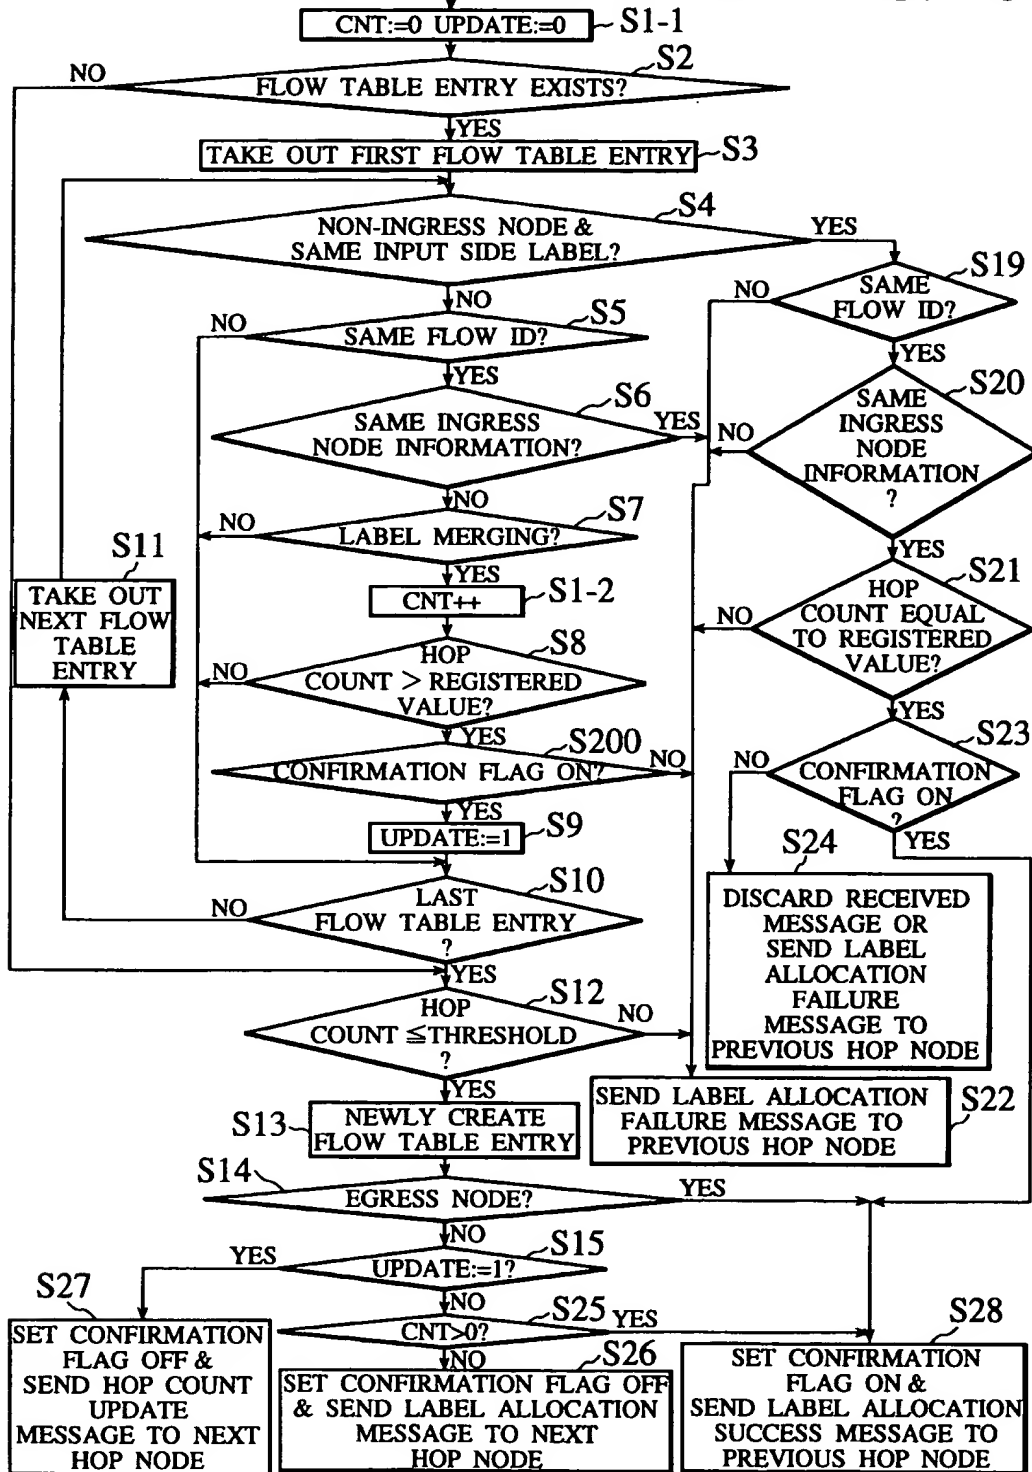 CNT:=0 UPDATE:=0
S1-1
S2
NO
FLOW TABLE ENTRY EXISTS?
YES
TAKE OUT FIRST FLOW TABLE ENTRY
S3
S4
NON-INGRESS NODE &
SAME INPUT SIDE LABEL?
YES
NO
S19
SAME
FLOW ID?
NO
YES
S5
NO
SAME FLOW ID?
YES
S20
SAME
INGRESS
NODE
INFORMATION
?
NO
YES
S6
SAME INGRESS
NODE INFORMATION?
YES
NO
S7
NO
LABEL MERGING?
YES
S11
TAKE OUT
NEXT FLOW
TABLE
ENTRY
CNT++
S1-2
S21
HOP
COUNT EQUAL
TO REGISTERED
VALUE?
NO
YES
S8
HOP
COUNT > REGISTERED
VALUE?
NO
YES
S200
CONFIRMATION FLAG ON?
NO
YES
S23
NO
CONFIRMATION
FLAG ON
?
YES
UPDATE:=1
S9
S24
DISCARD RECEIVED
MESSAGE OR
SEND LABEL
ALLOCATION
FAILURE
MESSAGE TO
PREVIOUS HOP NODE
S10
NO
LAST
FLOW TABLE ENTRY
?
YES
S12
HOP
COUNT ≦THRESHOLD
?
NO
YES
SEND LABEL ALLOCATION
FAILURE MESSAGE TO
PREVIOUS HOP NODE
S22
S13
NEWLY CREATE
FLOW TABLE ENTRY
S14
EGRESS NODE?
YES
NO
S15
YES
UPDATE:=1?
NO
S25
CNT>0?
YES
NO
S27
SET CONFIRMATION
FLAG OFF &
SEND HOP COUNT
UPDATE
MESSAGE TO NEXT
HOP NODE
S26
SET CONFIRMATION FLAG OFF
& SEND LABEL ALLOCATION
MESSAGE TO NEXT
HOP NODE
S28
SET CONFIRMATION
FLAG ON &
SEND LABEL ALLOCATION
SUCCESS MESSAGE TO
PREVIOUS HOP NODE